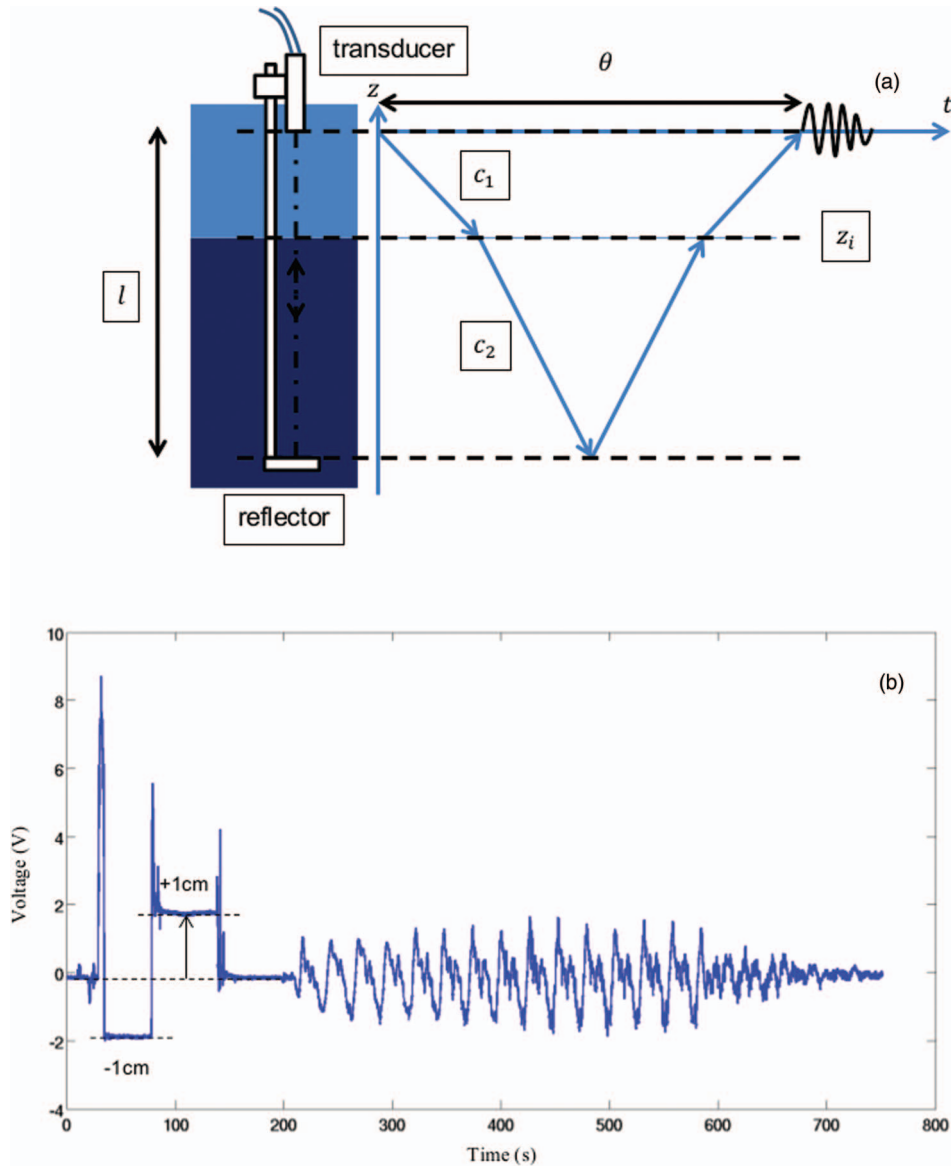 transducer
θ
(a)
z
t
c₁
zᵢ
l
c₂
reflector
10
(b)
8
6
4
+1cm
2
0
-2
-1cm
-4
0 100 200 300 400 500 600 700 800
Voltage (V)
Time (s)